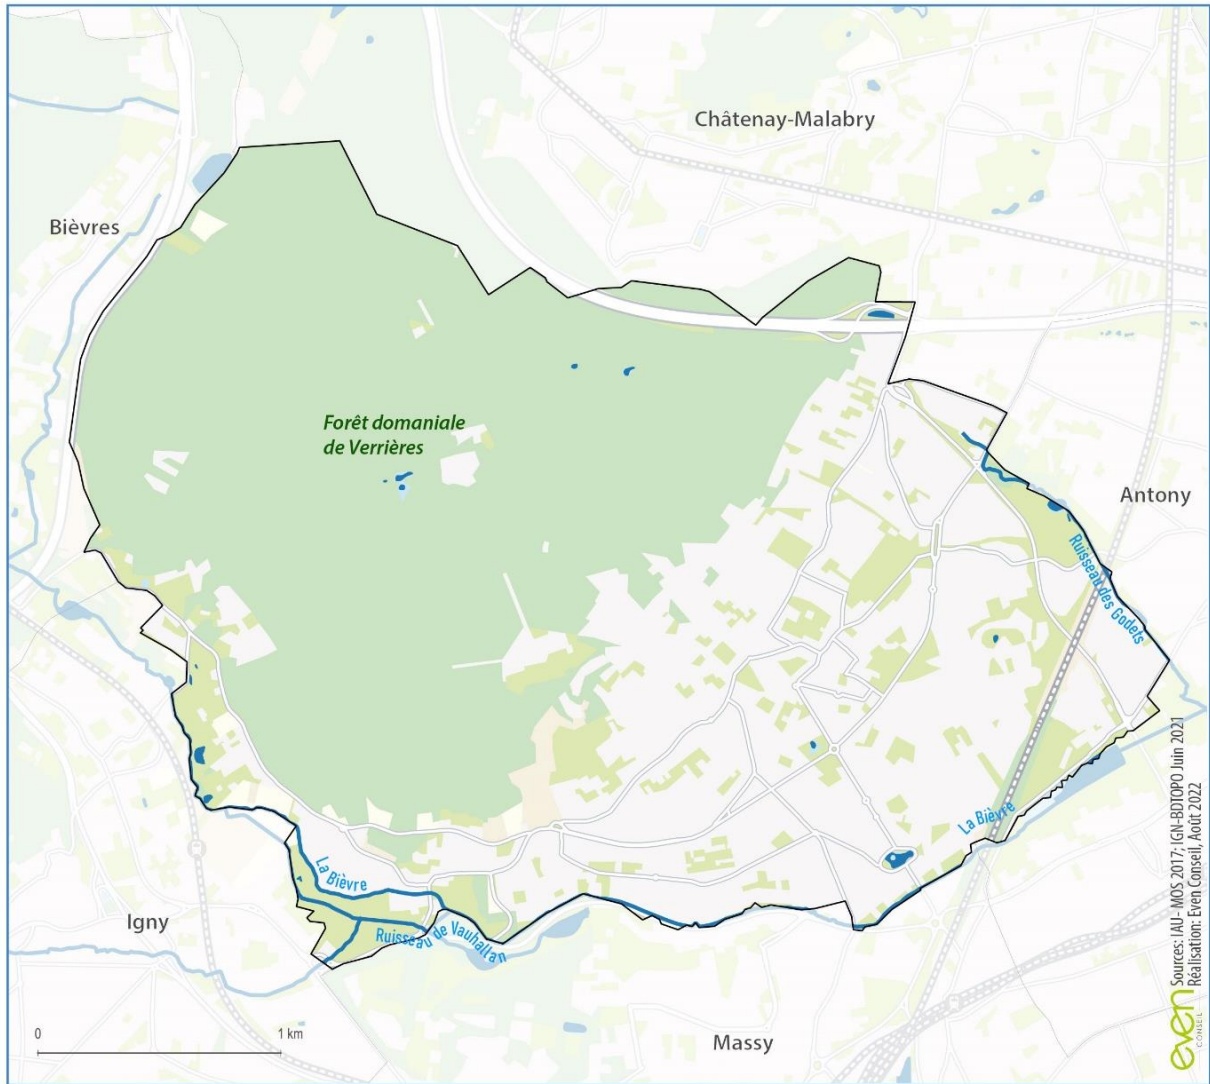 Châtenay-Malabry
Bièvres
Forêt domaniale
de Verrières
Antony
Ruisseau des Godets
La Bièvre
La Bièvre
Igny
Ruisseau de Vauhallan
0
1 km
Massy
Sources: IAU- MOS 2017; IGN-BDTOPO Juin 2021
Réalisation: Even Conseil, Août 2022
even
CONSEIL